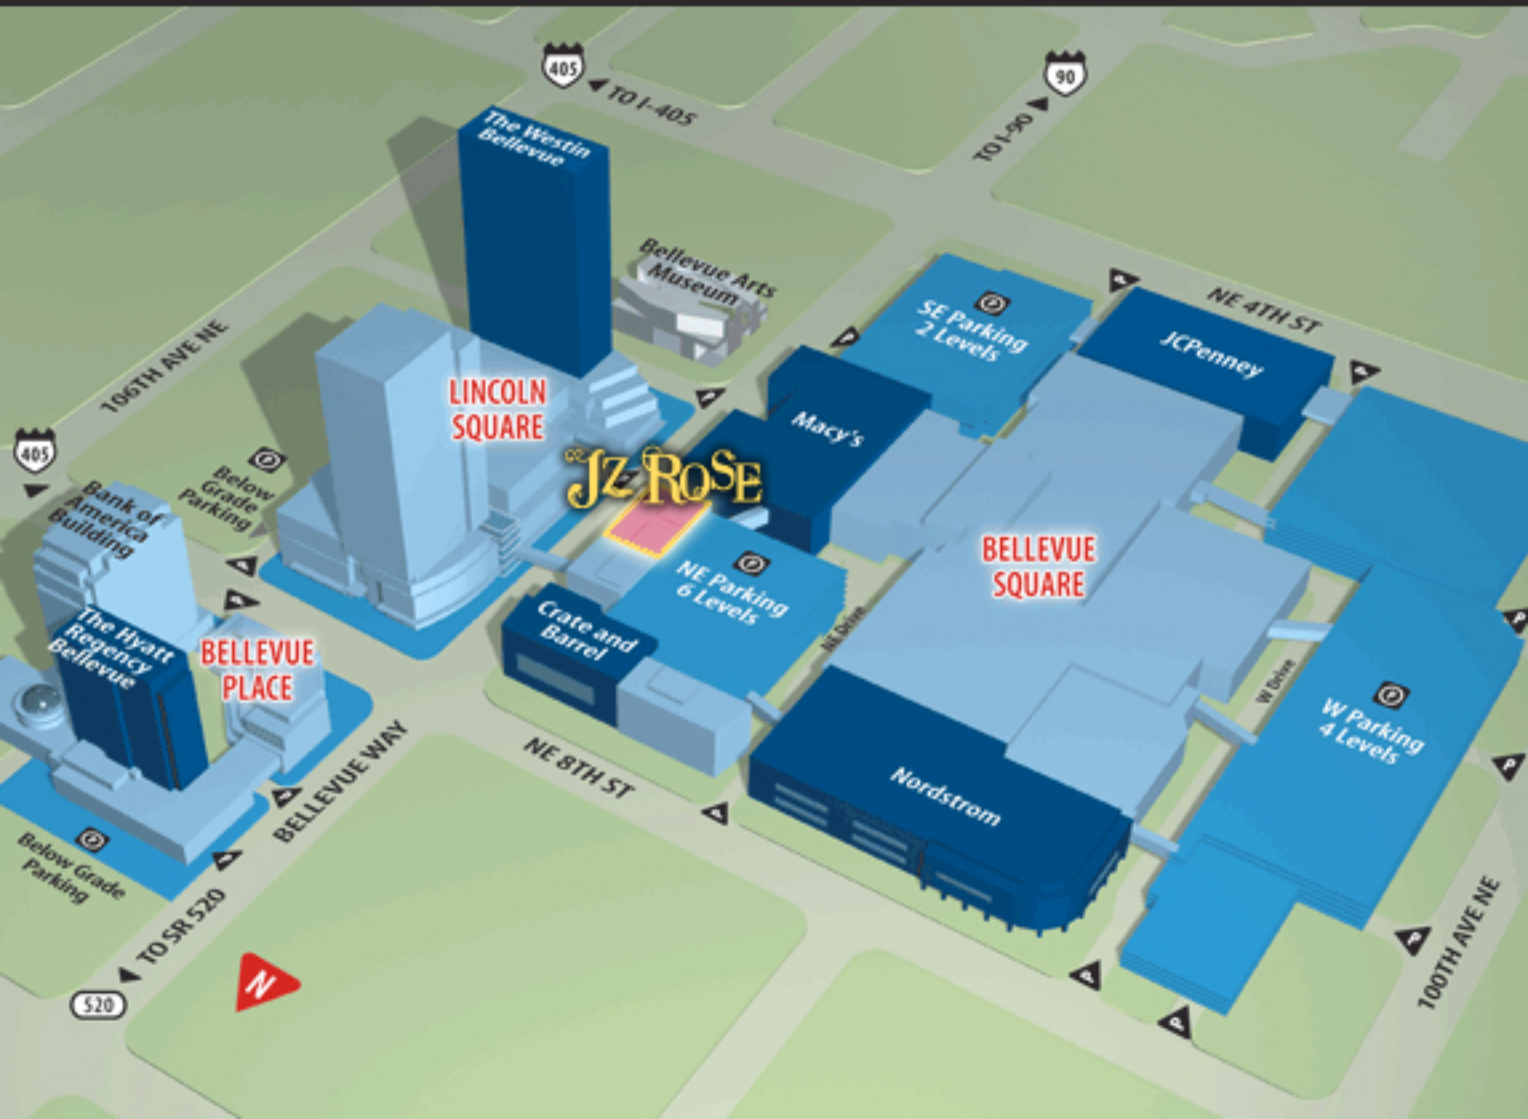 405
TO I-405
90
TO I-90
The Westin
Bellevue
Bellevue Arts
Museum
SE Parking
2 Levels
NE 4TH ST
JCPenney
106TH AVE NE
LINCOLN
SQUARE
Macy's
405
Below
Grade
Parking
JZ ROSE
Bank of
America
Building
BELLEVUE
SQUARE
NE Parking
6 Levels
Crate and
Barrel
NE Drive
The Hyatt
Regency
Bellevue
BELLEVUE
PLACE
W Drive
W Parking
4 Levels
BELLEVUE WAY
NE 8TH ST
Nordstrom
Below Grade
Parking
TO SR 520
520
N
100TH AVE NE
P
P
P
P
P
P
P
P
P
P
P
P